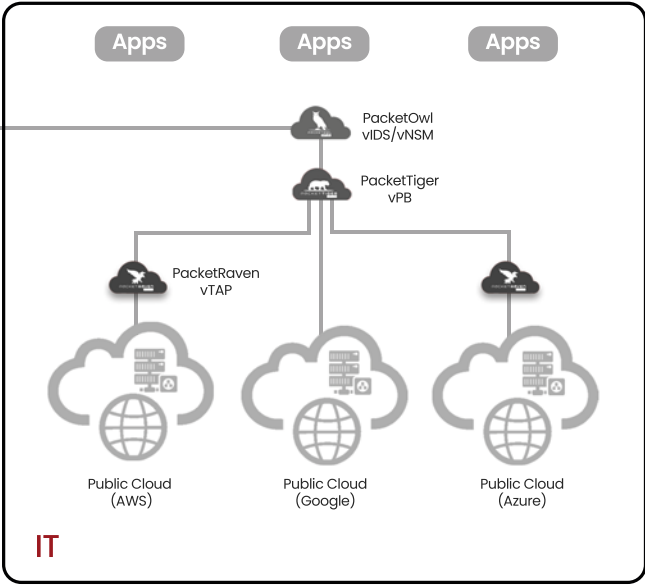 Apps
Apps
Apps
PacketOwl
vIDS/vNSM
PacketTiger
vPB
PacketRaven
vTAP
Public Cloud
(AWS)
Public Cloud
(Google)
Public Cloud
(Azure)
IT